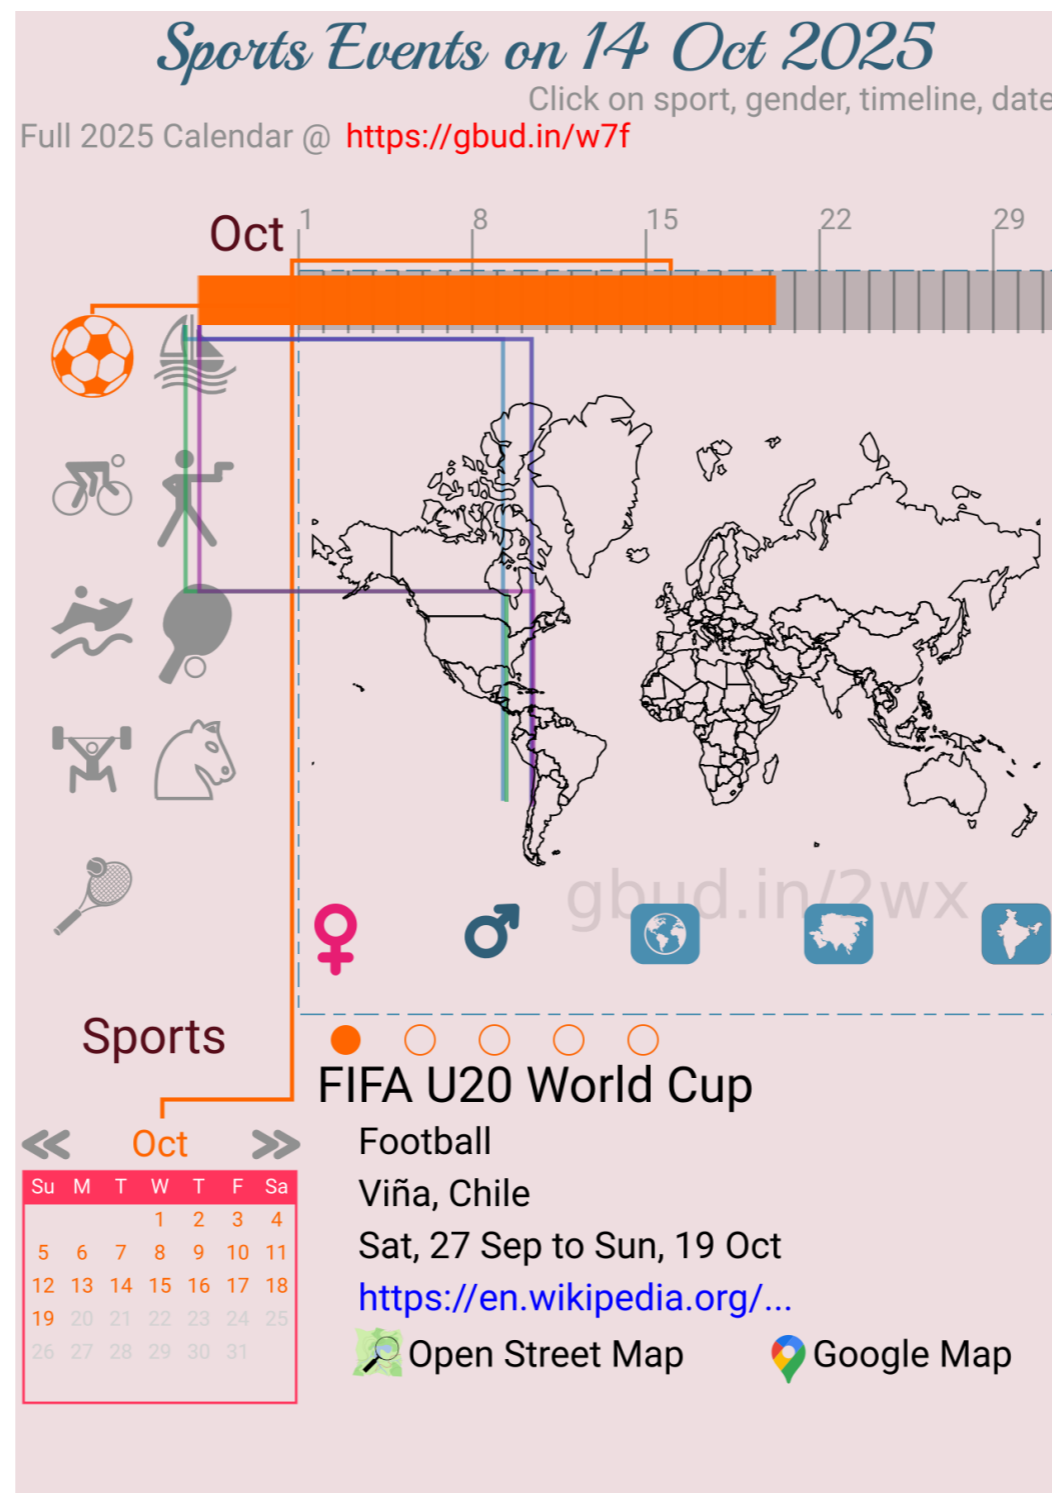 Sports Events on 14 Oct 2025
Click on sport, gender, timeline, date
Full 2025 Calendar @ https://gbud.in/w7f
Oct 1 8 15 22 29
gbud.in/2wx
Sports
FIFA U20 World Cup
Football
Viña, Chile
Sat, 27 Sep to Sun, 19 Oct
https://en.wikipedia.org/...
Open Street Map Google Map
Oct
Su M T W T F Sa
1 2 3 4
5 6 7 8 9 10 11
12 13 14 15 16 17 18
19 20 21 22 23 24 25
26 27 28 29 30 31